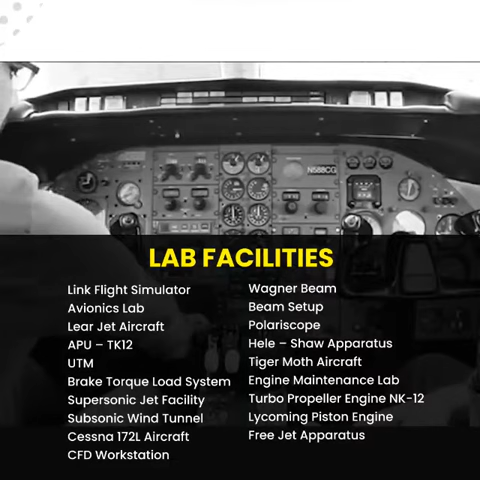 N588CG
LAB FACILITIES
Link Flight Simulator
Avionics Lab
Lear Jet Aircraft
APU – TK12
UTM
Brake Torque Load System
Supersonic Jet Facility
Subsonic Wind Tunnel
Cessna 172L Aircraft
CFD Workstation
Wagner Beam
Beam Setup
Polariscope
Hele – Shaw Apparatus
Tiger Moth Aircraft
Engine Maintenance Lab
Turbo Propeller Engine NK-12
Lycoming Piston Engine
Free Jet Apparatus